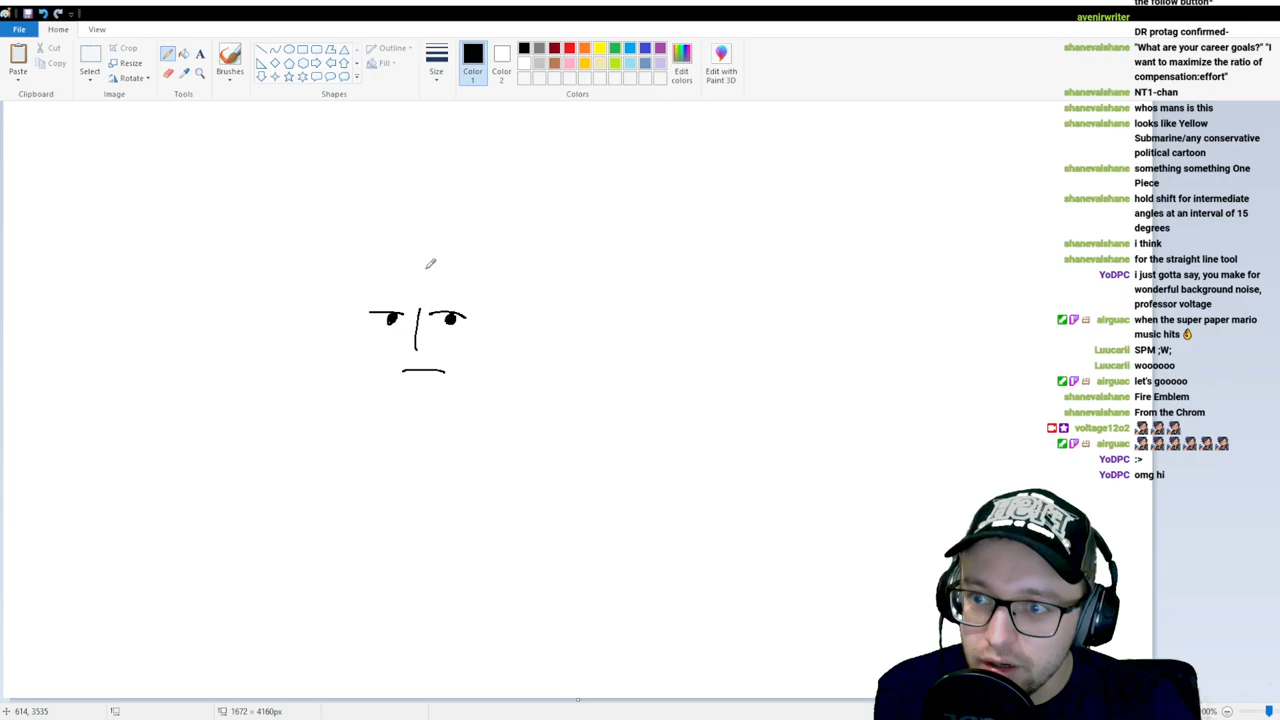 the follow button*
avenirwriter
File
Home
View
DR protag confirmed-
shanevalshane "What are your career goals?" "I
want to maximize the ratio of
compensation:effort"
shanevalshane NT1-chan
shanevalshane whos mans is this
shanevalshane looks like Yellow
Submarine/any conservative
political cartoon
shanevalshane something something One
Piece
shanevalshane hold shift for intermediate
angles at an interval of 15
degrees
shanevalshane i think
shanevalshane for the straight line tool
YoDPC i just gotta say, you make for
wonderful background noise,
professor voltage
airguac when the super paper mario
music hits 👌
Luucarii SPM ;W;
Luucarii woooooo
airguac let's gooooo
shanevalshane Fire Emblem
shanevalshane From the Chrom
voltage12o2
airguac
YoDPC :>
YoDPC omg hi
Paste
Cut
Copy
Clipboard
Select
Crop
Resize
Rotate
Image
Tools
Brushes
Shapes
Outline
Fill
Size
Color
1
Color
2
Colors
Edit
colors
Edit with
Paint 3D
614, 3535
1672 × 4160px
00%